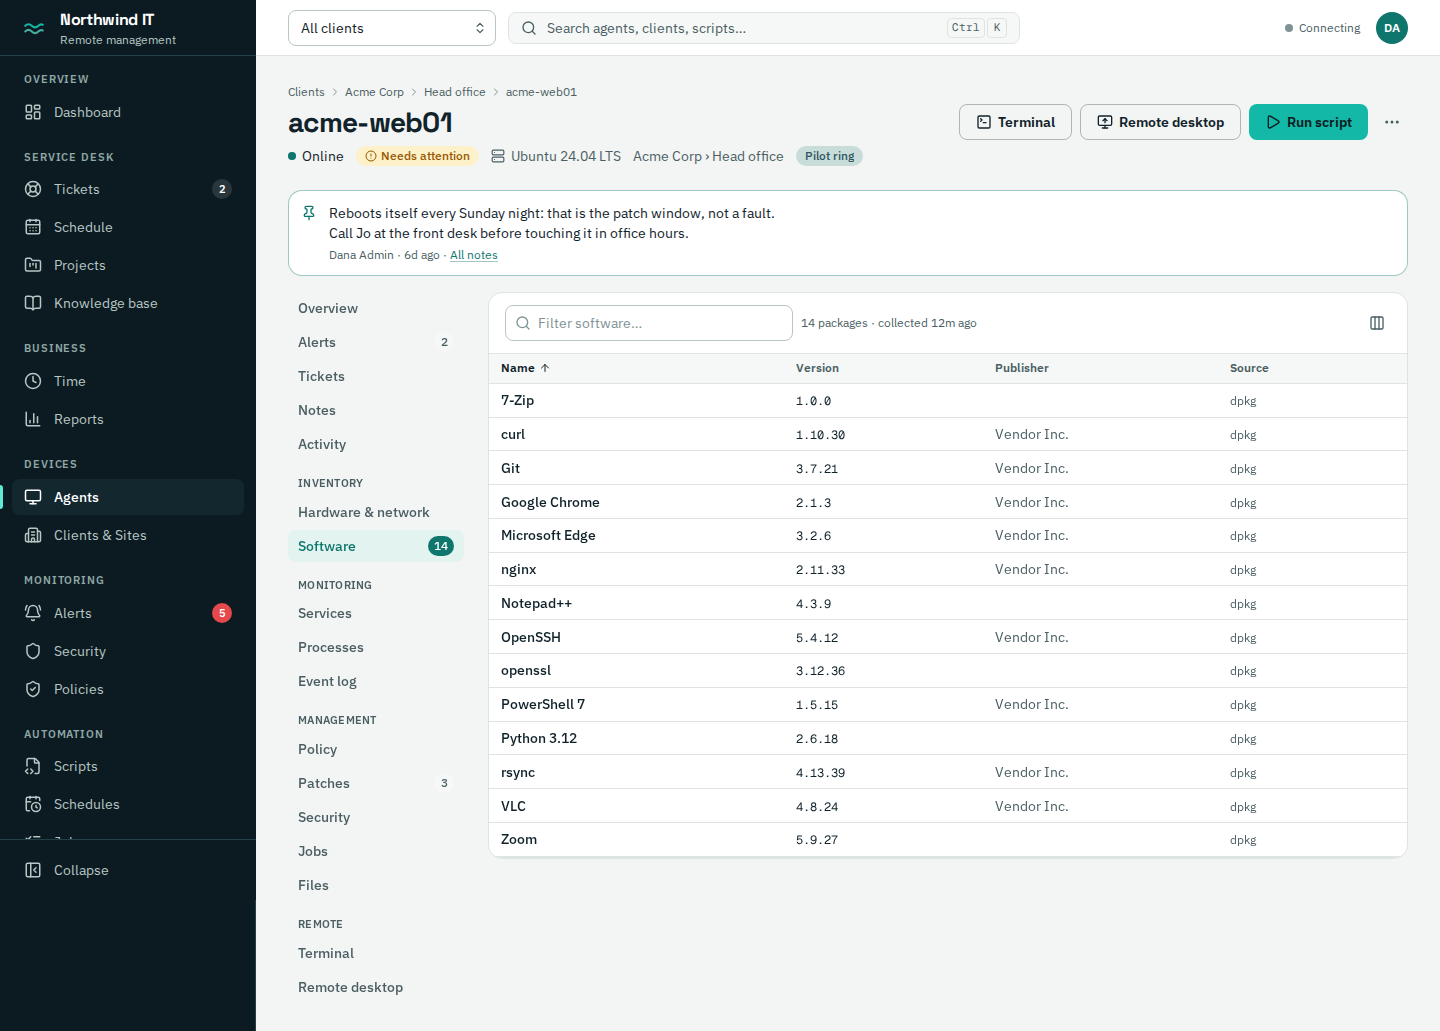 Northwind IT
Remote management
OVERVIEW
Dashboard
SERVICE DESK
Tickets 2
Schedule
Projects
Knowledge base
BUSINESS
Time
Reports
DEVICES
Agents
Clients & Sites
MONITORING
Alerts 5
Security
Policies
AUTOMATION
Scripts
Schedules
Collapse
All clients
Search agents, clients, scripts...
Ctrl K
Connecting
DA
Clients > Acme Corp > Head office > acme-web01
acme-web01
Terminal
Remote desktop
Run script
Online Needs attention Ubuntu 24.04 LTS Acme Corp › Head office Pilot ring
Reboots itself every Sunday night: that is the patch window, not a fault.
Call Jo at the front desk before touching it in office hours.
Dana Admin · 6d ago · All notes
Overview
Alerts 2
Tickets
Notes
Activity
INVENTORY
Hardware & network
Software 14
MONITORING
Services
Processes
Event log
MANAGEMENT
Policy
Patches 3
Security
Jobs
Files
REMOTE
Terminal
Remote desktop
Filter software...
14 packages · collected 12m ago
Name Version Publisher Source
7-Zip 1.0.0 dpkg
curl 1.10.30 Vendor Inc. dpkg
Git 3.7.21 Vendor Inc. dpkg
Google Chrome 2.1.3 Vendor Inc. dpkg
Microsoft Edge 3.2.6 Vendor Inc. dpkg
nginx 2.11.33 Vendor Inc. dpkg
Notepad++ 4.3.9 dpkg
OpenSSH 5.4.12 Vendor Inc. dpkg
openssl 3.12.36 dpkg
PowerShell 7 1.5.15 Vendor Inc. dpkg
Python 3.12 2.6.18 dpkg
rsync 4.13.39 Vendor Inc. dpkg
VLC 4.8.24 Vendor Inc. dpkg
Zoom 5.9.27 dpkg